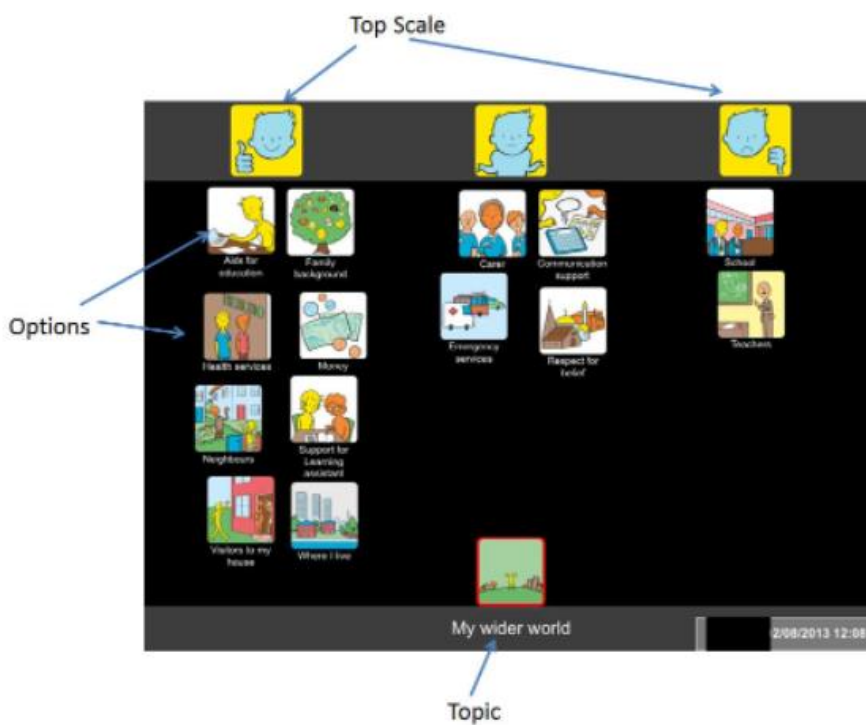 Top Scale
Options
Aids for
education
Family
background
Health services
Money
Neighbours
Support for
Learning
assistant
Visitors to my
house
Where I live
Carer
Communication
support
Emergency
services
Respect for
belief
School
Teachers
My wider world
2/08/2013 12:08
Topic